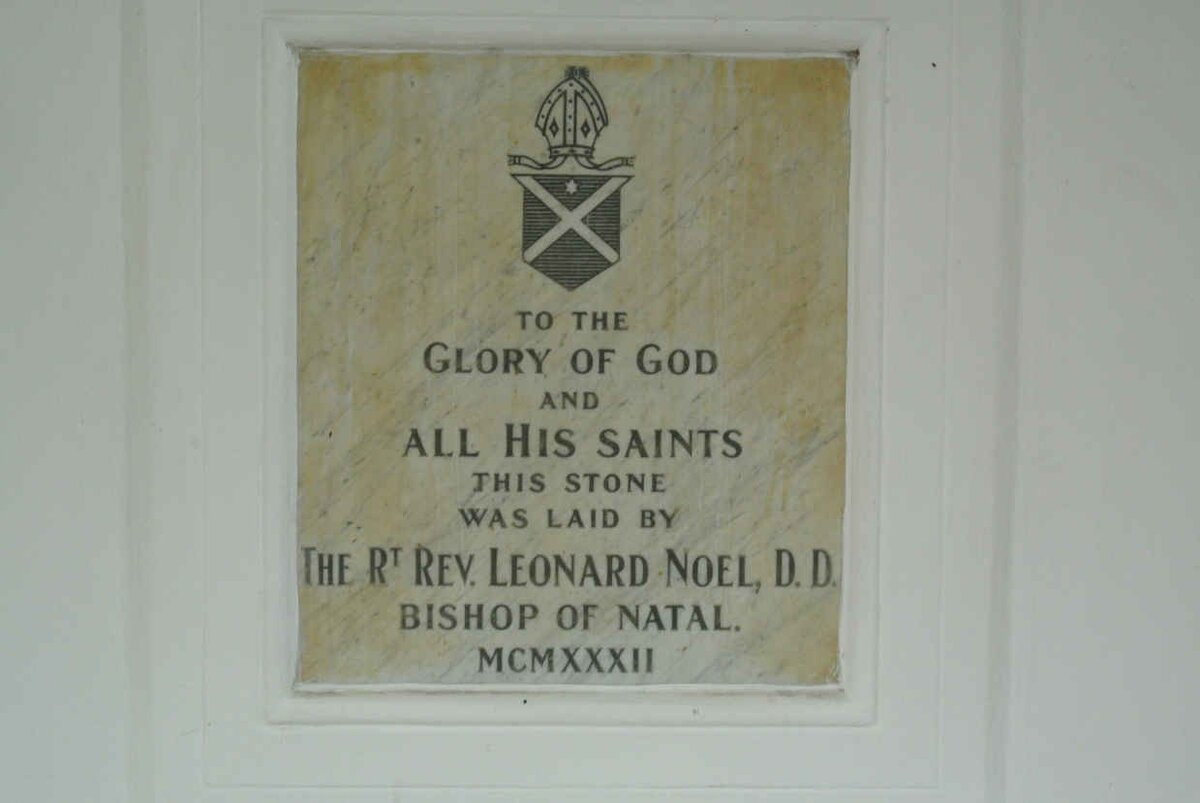 TO THE
GLORY OF GOD
AND
ALL HIS SAINTS
THIS STONE
WAS LAID BY
THE RT REV. LEONARD NOEL, D. D.
BISHOP OF NATAL.
MCMXXXII